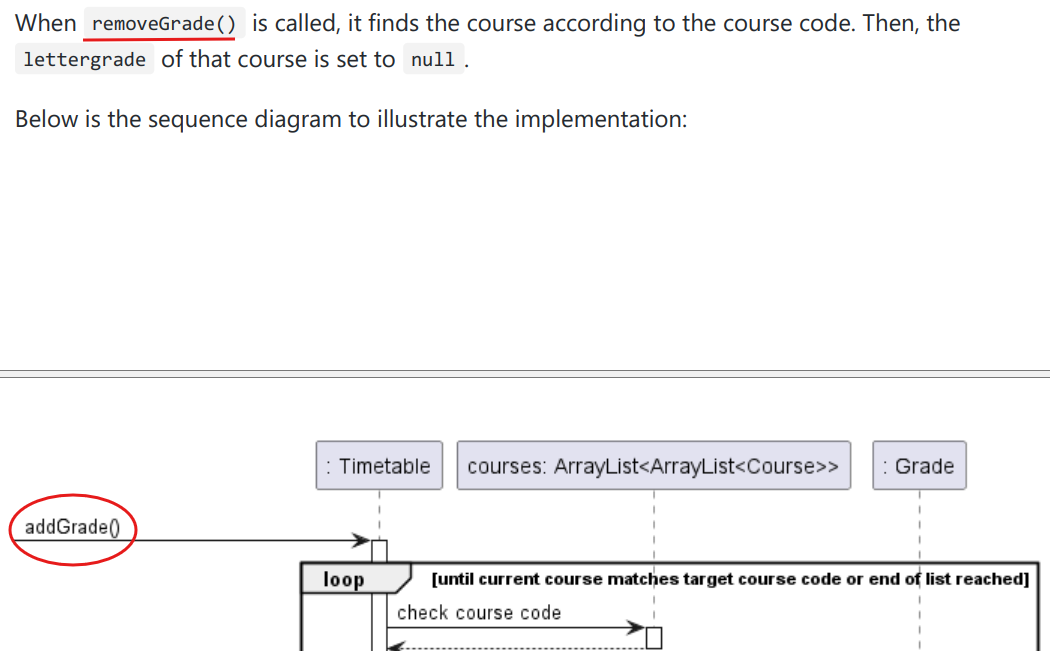 When removeGrade() is called, it finds the course according to the course code. Then, the
lettergrade of that course is set to null.
Below is the sequence diagram to illustrate the implementation:
: Timetable
courses: ArrayList<ArrayList<Course>>
: Grade
addGrade()
loop
[until current course matches target course code or end of list reached]
check course code